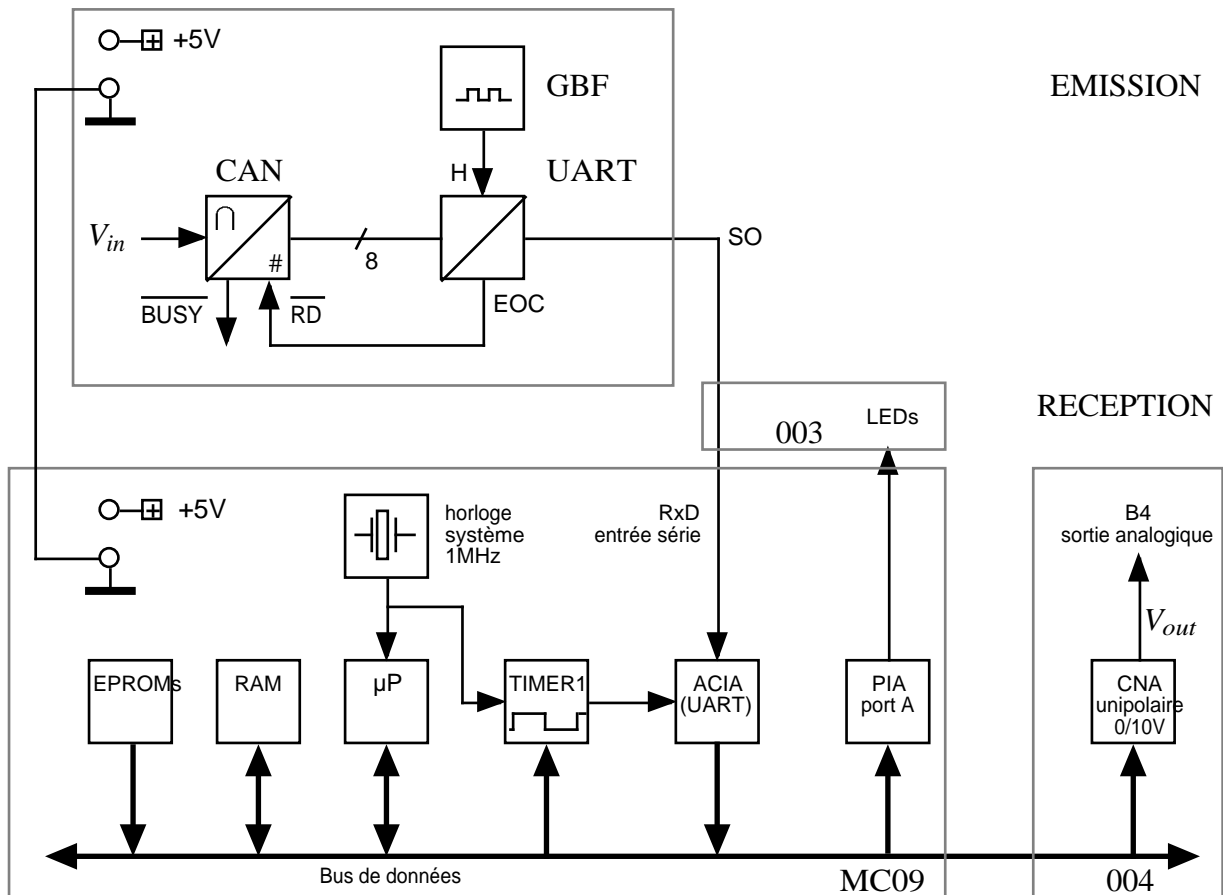 +5V
GBF
EMISSION
CAN
H
UART
V_in
∩
#
8
SO
BUSY
RD
EOC
LEDs
003
RECEPTION
+5V
horloge
système
1MHz
RxD
entrée série
B4
sortie analogique
V_out
EPROMs
RAM
µP
TIMER1
ACIA
(UART)
PIA
port A
CNA
unipolaire
0/10V
Bus de données
MC09
004